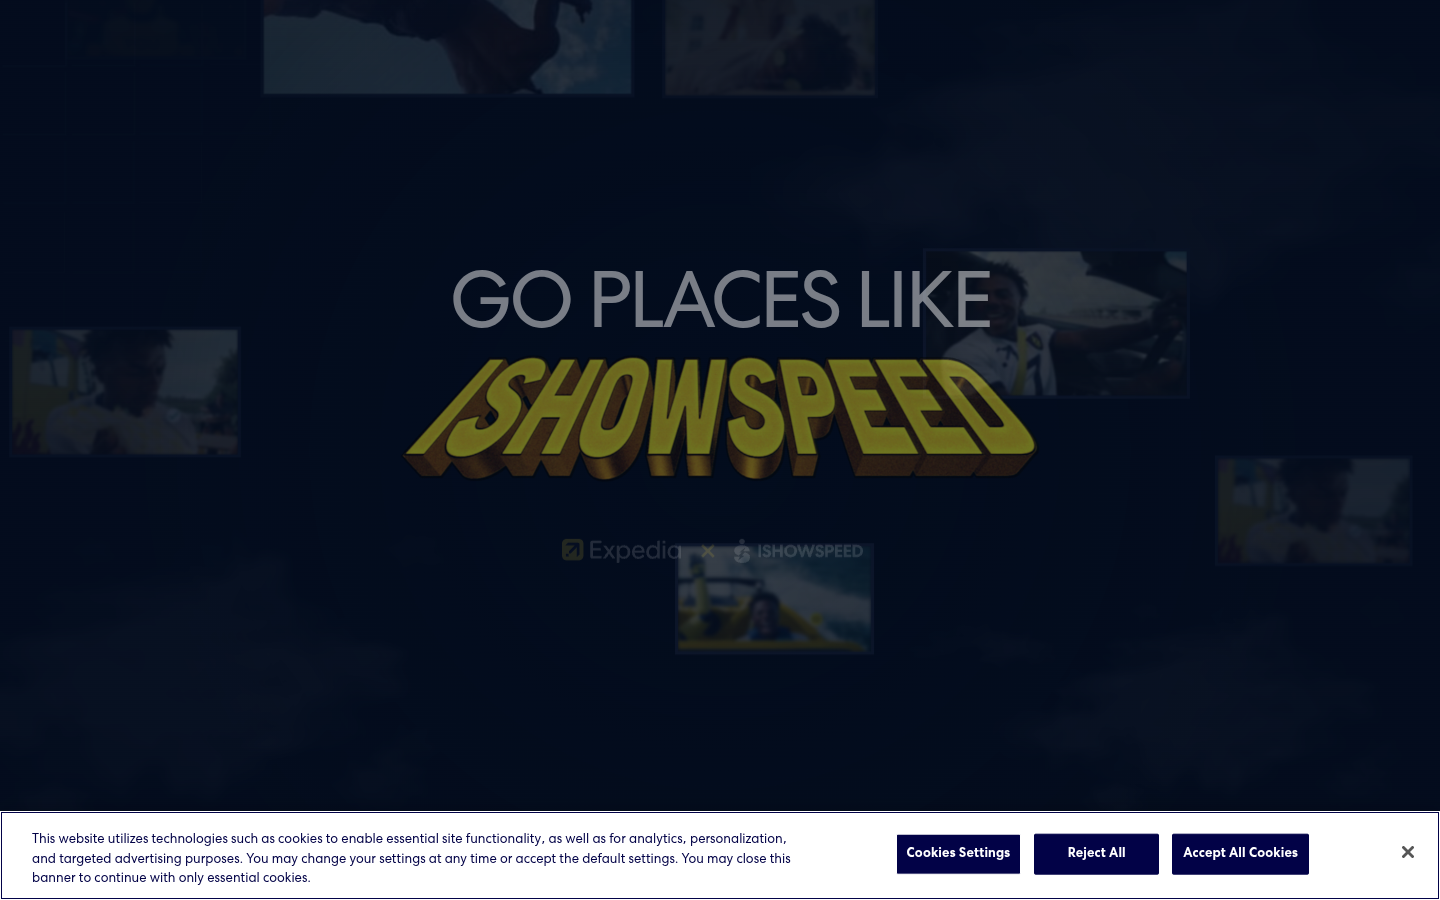 GO PLACES LIKE
ISHOWSPEED
Expedia × ISHOWSPEED
This website utilizes technologies such as cookies to enable essential site functionality, as well as for analytics, personalization,
and targeted advertising purposes. You may change your settings at any time or accept the default settings. You may close this
banner to continue with only essential cookies.
Cookies Settings
Reject All
Accept All Cookies